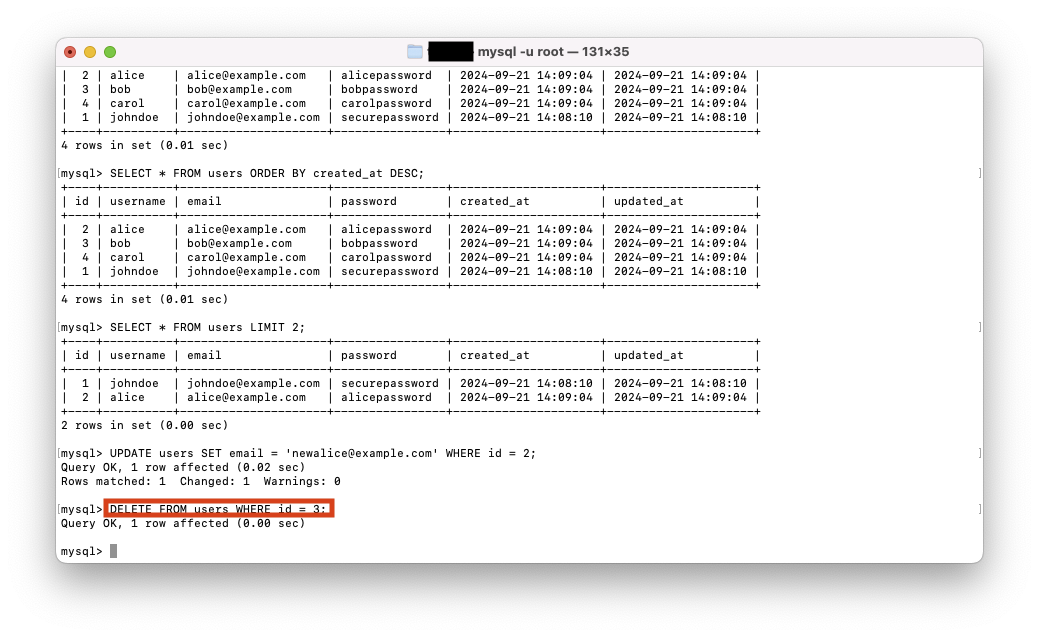 mysql -u root — 131×35
|  2 | alice    | alice@example.com   | alicepassword  | 2024-09-21 14:09:04 | 2024-09-21 14:09:04 |
|  3 | bob      | bob@example.com     | bobpassword    | 2024-09-21 14:09:04 | 2024-09-21 14:09:04 |
|  4 | carol    | carol@example.com   | carolpassword  | 2024-09-21 14:09:04 | 2024-09-21 14:09:04 |
|  1 | johndoe  | johndoe@example.com | securepassword | 2024-09-21 14:08:10 | 2024-09-21 14:08:10 |
+----+----------+---------------------+----------------+---------------------+---------------------+
4 rows in set (0.01 sec)
[mysql> SELECT * FROM users ORDER BY created_at DESC; ]
+----+----------+---------------------+----------------+---------------------+---------------------+
| id | username | email               | password       | created_at          | updated_at          |
+----+----------+---------------------+----------------+---------------------+---------------------+
|  2 | alice    | alice@example.com   | alicepassword  | 2024-09-21 14:09:04 | 2024-09-21 14:09:04 |
|  3 | bob      | bob@example.com     | bobpassword    | 2024-09-21 14:09:04 | 2024-09-21 14:09:04 |
|  4 | carol    | carol@example.com   | carolpassword  | 2024-09-21 14:09:04 | 2024-09-21 14:09:04 |
|  1 | johndoe  | johndoe@example.com | securepassword | 2024-09-21 14:08:10 | 2024-09-21 14:08:10 |
+----+----------+---------------------+----------------+---------------------+---------------------+
4 rows in set (0.01 sec)
[mysql> SELECT * FROM users LIMIT 2; ]
+----+----------+---------------------+----------------+---------------------+---------------------+
| id | username | email               | password       | created_at          | updated_at          |
+----+----------+---------------------+----------------+---------------------+---------------------+
|  1 | johndoe  | johndoe@example.com | securepassword | 2024-09-21 14:08:10 | 2024-09-21 14:08:10 |
|  2 | alice    | alice@example.com   | alicepassword  | 2024-09-21 14:09:04 | 2024-09-21 14:09:04 |
+----+----------+---------------------+----------------+---------------------+---------------------+
2 rows in set (0.00 sec)
[mysql> UPDATE users SET email = 'newalice@example.com' WHERE id = 2; ]
Query OK, 1 row affected (0.02 sec)
Rows matched: 1  Changed: 1  Warnings: 0
[mysql> DELETE FROM users WHERE id = 3; ]
Query OK, 1 row affected (0.00 sec)
mysql>